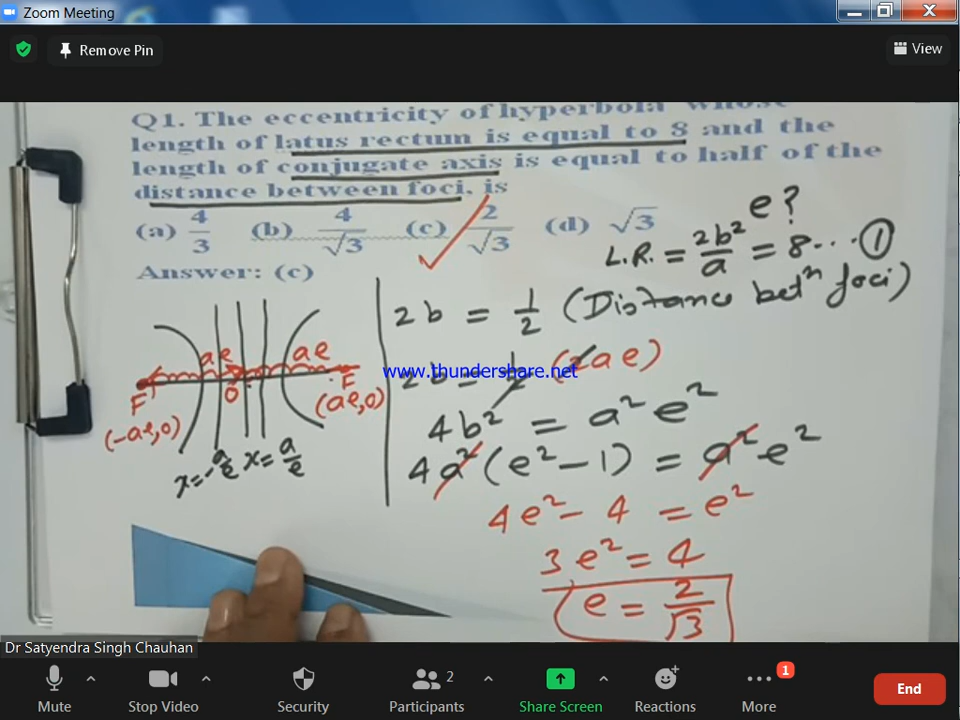 Zoom Meeting
Remove Pin
View
Q1. The eccentricity of hyperbola whose
length of latus rectum is equal to 8 and the
length of conjugate axis is equal to half of the
distance between foci, is
(a) 4/3 (b) 4/√3 (c) 2/√3 (d) √3
Answer: (c)
e?
L.R. = 2b²/a = 8 ... ①
2b = 1/2 (Distance betⁿ foci)
2b = 1/2 (2ae)
www.thundershare.net
4b² = a²e²
4a²(e²-1) = a²e²
4e² - 4 = e²
3e² = 4
e = 2/√3
ae ae
F O F
(-ae,0) (ae,0)
x=-a/e x=a/e
Dr Satyendra Singh Chauhan
Mute Stop Video Security Participants 2 Share Screen Reactions More 1 End